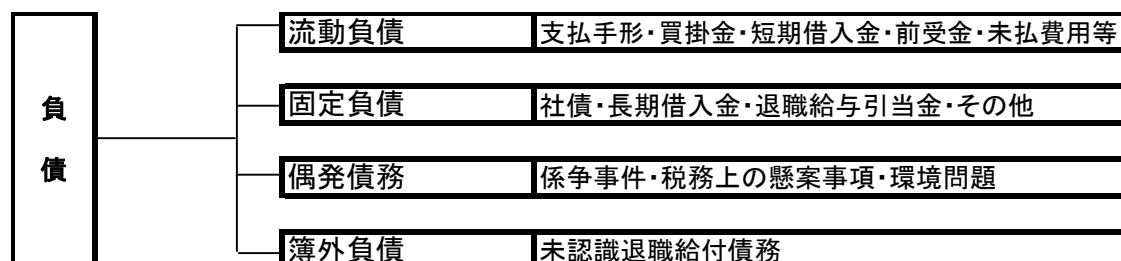 負債
流動負債 支払手形・買掛金・短期借入金・前受金・未払費用等
固定負債 社債・長期借入金・退職給与引当金・その他
偶発債務 係争事件・税務上の懸案事項・環境問題
簿外負債 未認識退職給付債務